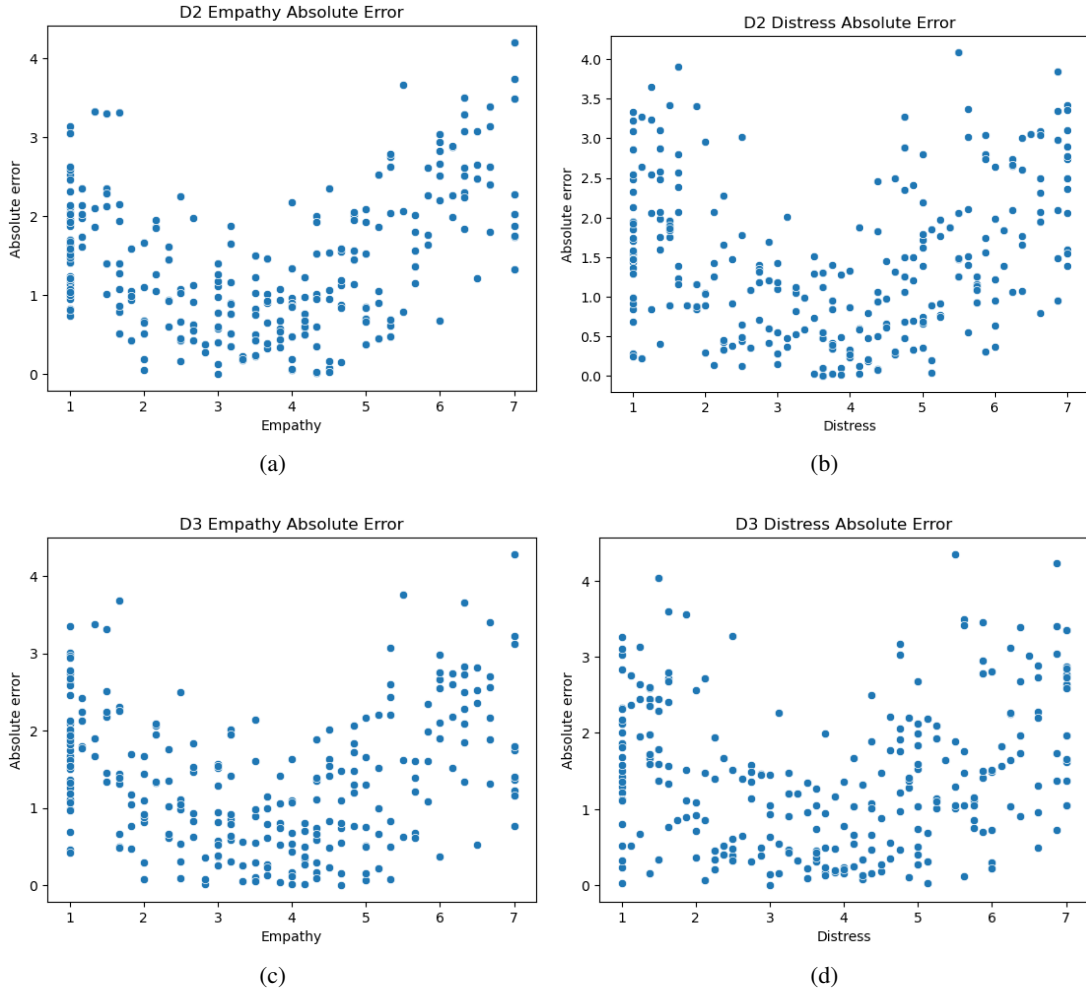 D2 Empathy Absolute Error
4
3
2
1
0
Absolute error
1 2 3 4 5 6 7
Empathy
(a)
D2 Distress Absolute Error
4.0
3.5
3.0
2.5
2.0
1.5
1.0
0.5
0.0
Absolute error
1 2 3 4 5 6 7
Distress
(b)
D3 Empathy Absolute Error
4
3
2
1
0
Absolute error
1 2 3 4 5 6 7
Empathy
(c)
D3 Distress Absolute Error
4
3
2
1
0
Absolute error
1 2 3 4 5 6 7
Distress
(d)